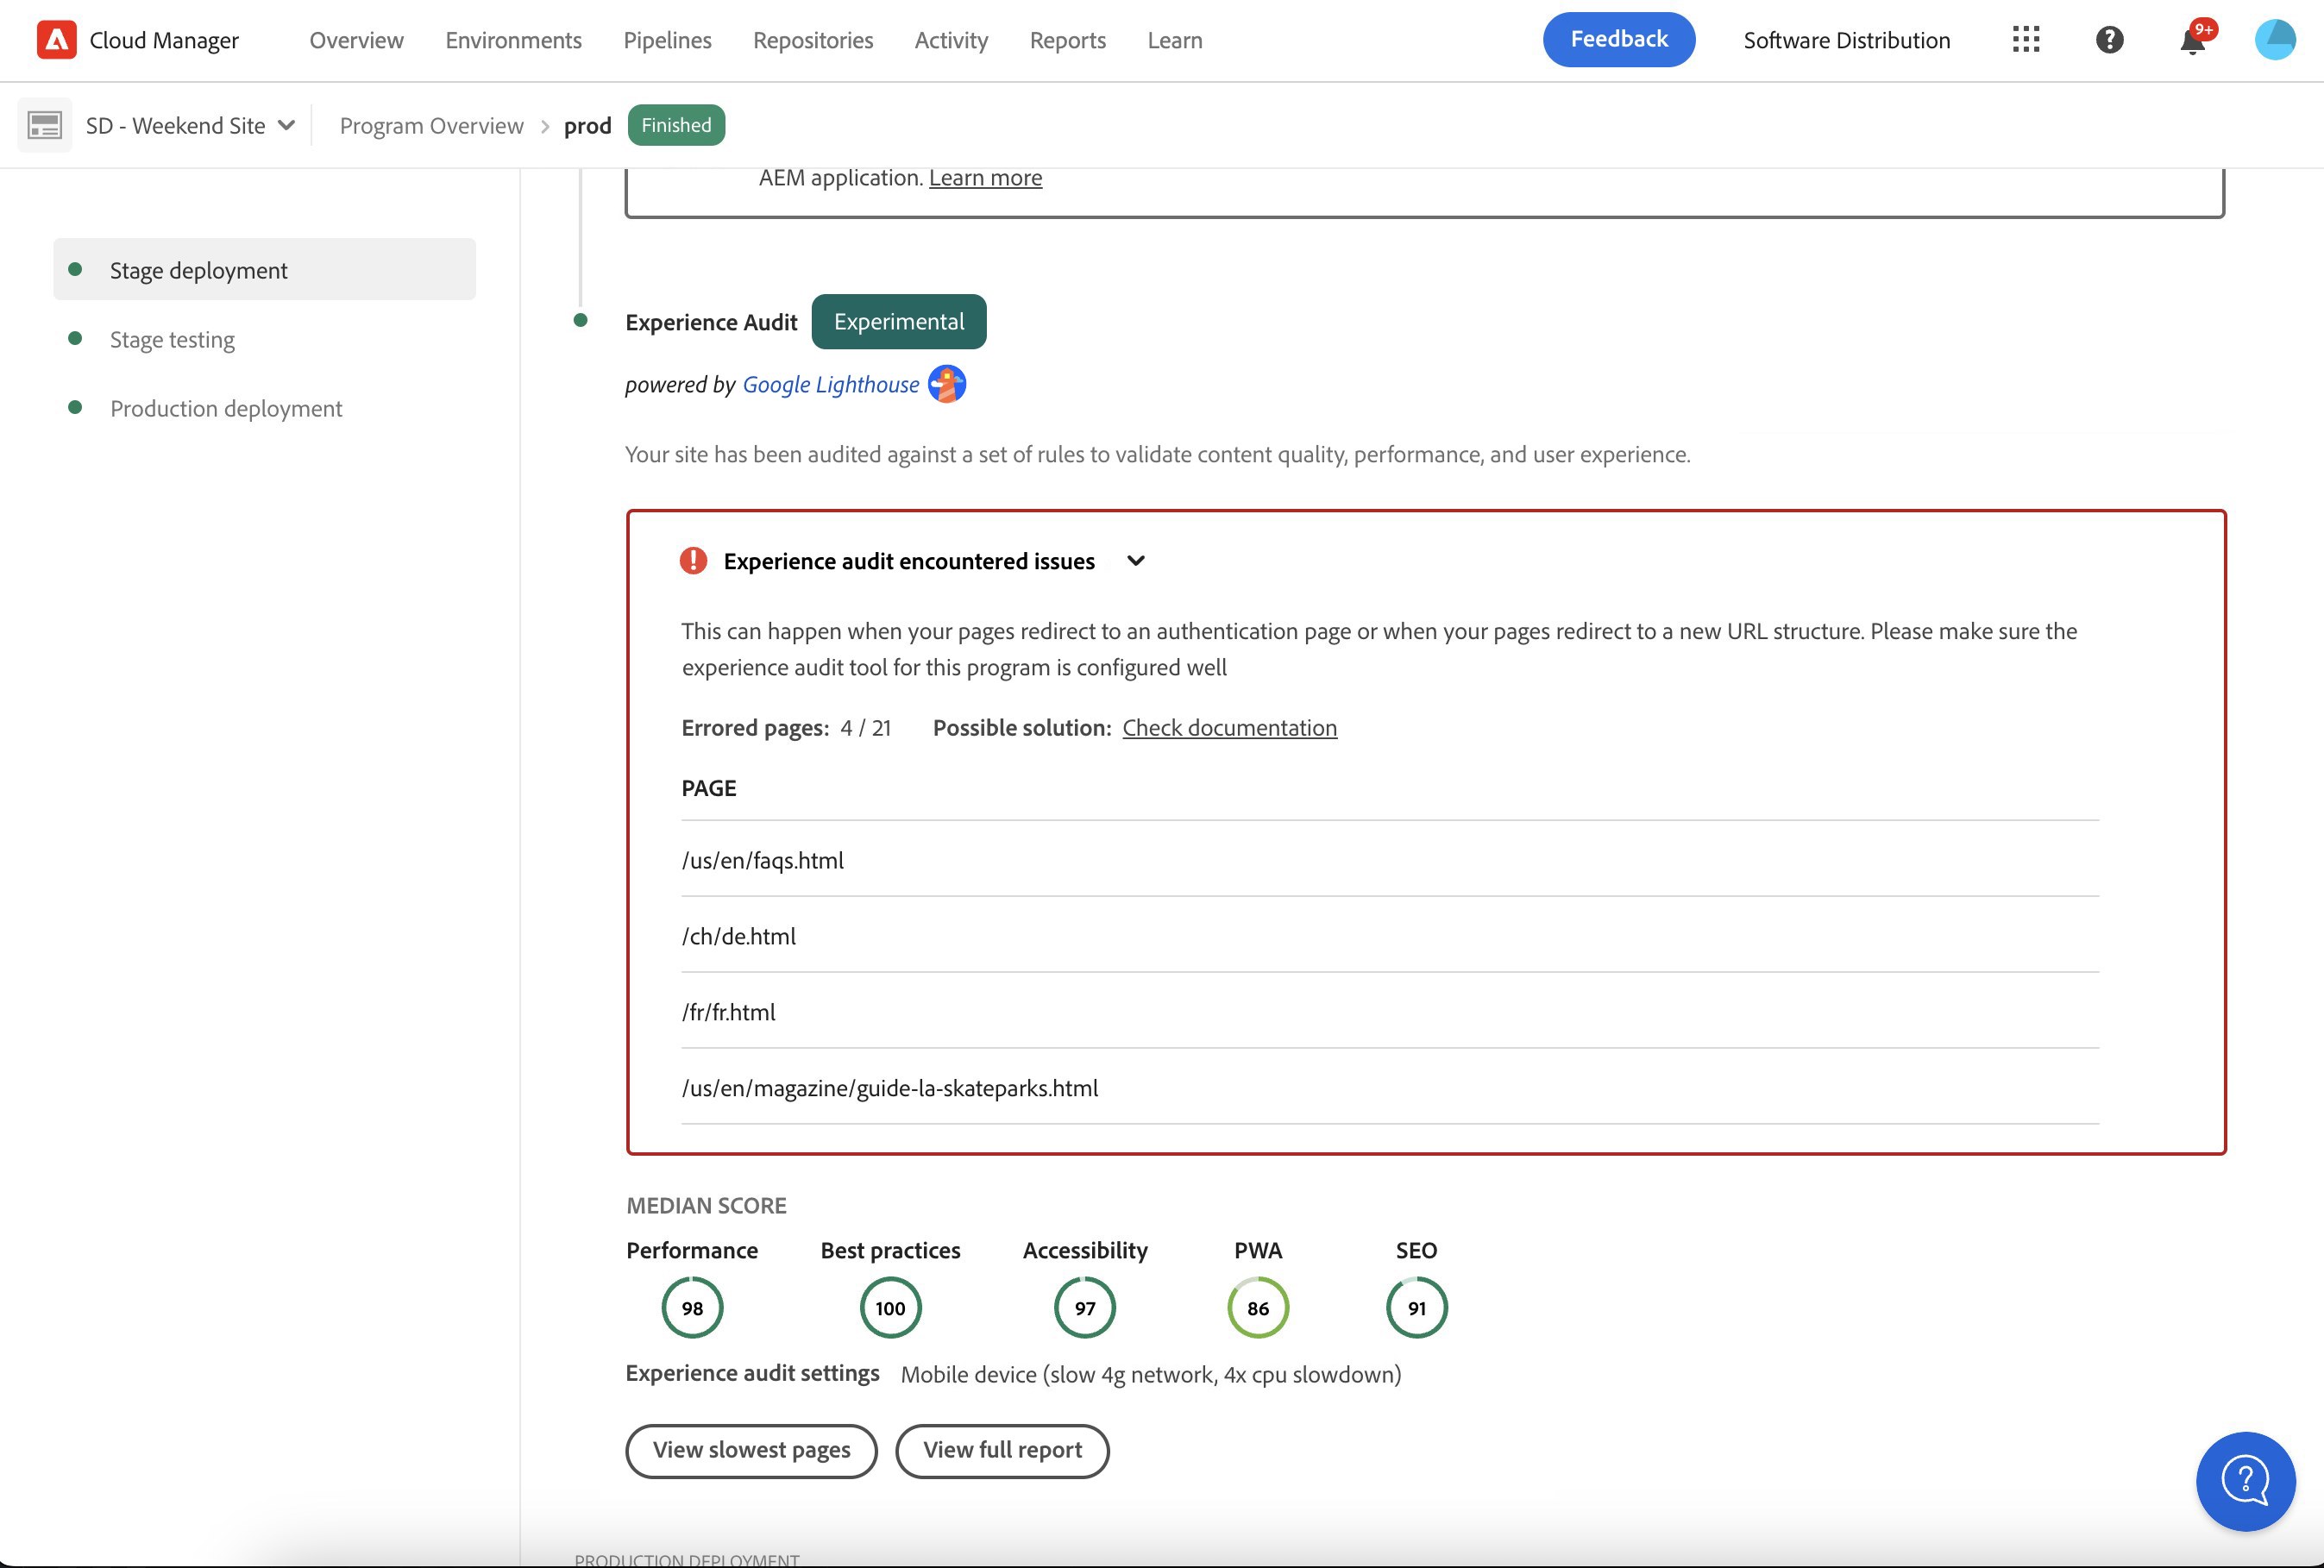 Cloud Manager Overview Environments Pipelines Repositories Activity Reports Learn Feedback Software Distribution 9+
SD - Weekend Site Program Overview > prod Finished
AEM application. Learn more
Stage deployment
Stage testing
Production deployment
Experience Audit Experimental
powered by Google Lighthouse
Your site has been audited against a set of rules to validate content quality, performance, and user experience.
Experience audit encountered issues
This can happen when your pages redirect to an authentication page or when your pages redirect to a new URL structure. Please make sure the
experience audit tool for this program is configured well
Errored pages: 4 / 21 Possible solution: Check documentation
PAGE
/us/en/faqs.html
/ch/de.html
/fr/fr.html
/us/en/magazine/guide-la-skateparks.html
MEDIAN SCORE
Performance Best practices Accessibility PWA SEO
98 100 97 86 91
Experience audit settings Mobile device (slow 4g network, 4x cpu slowdown)
View slowest pages View full report
PRODUCTION DEPLOYMENT